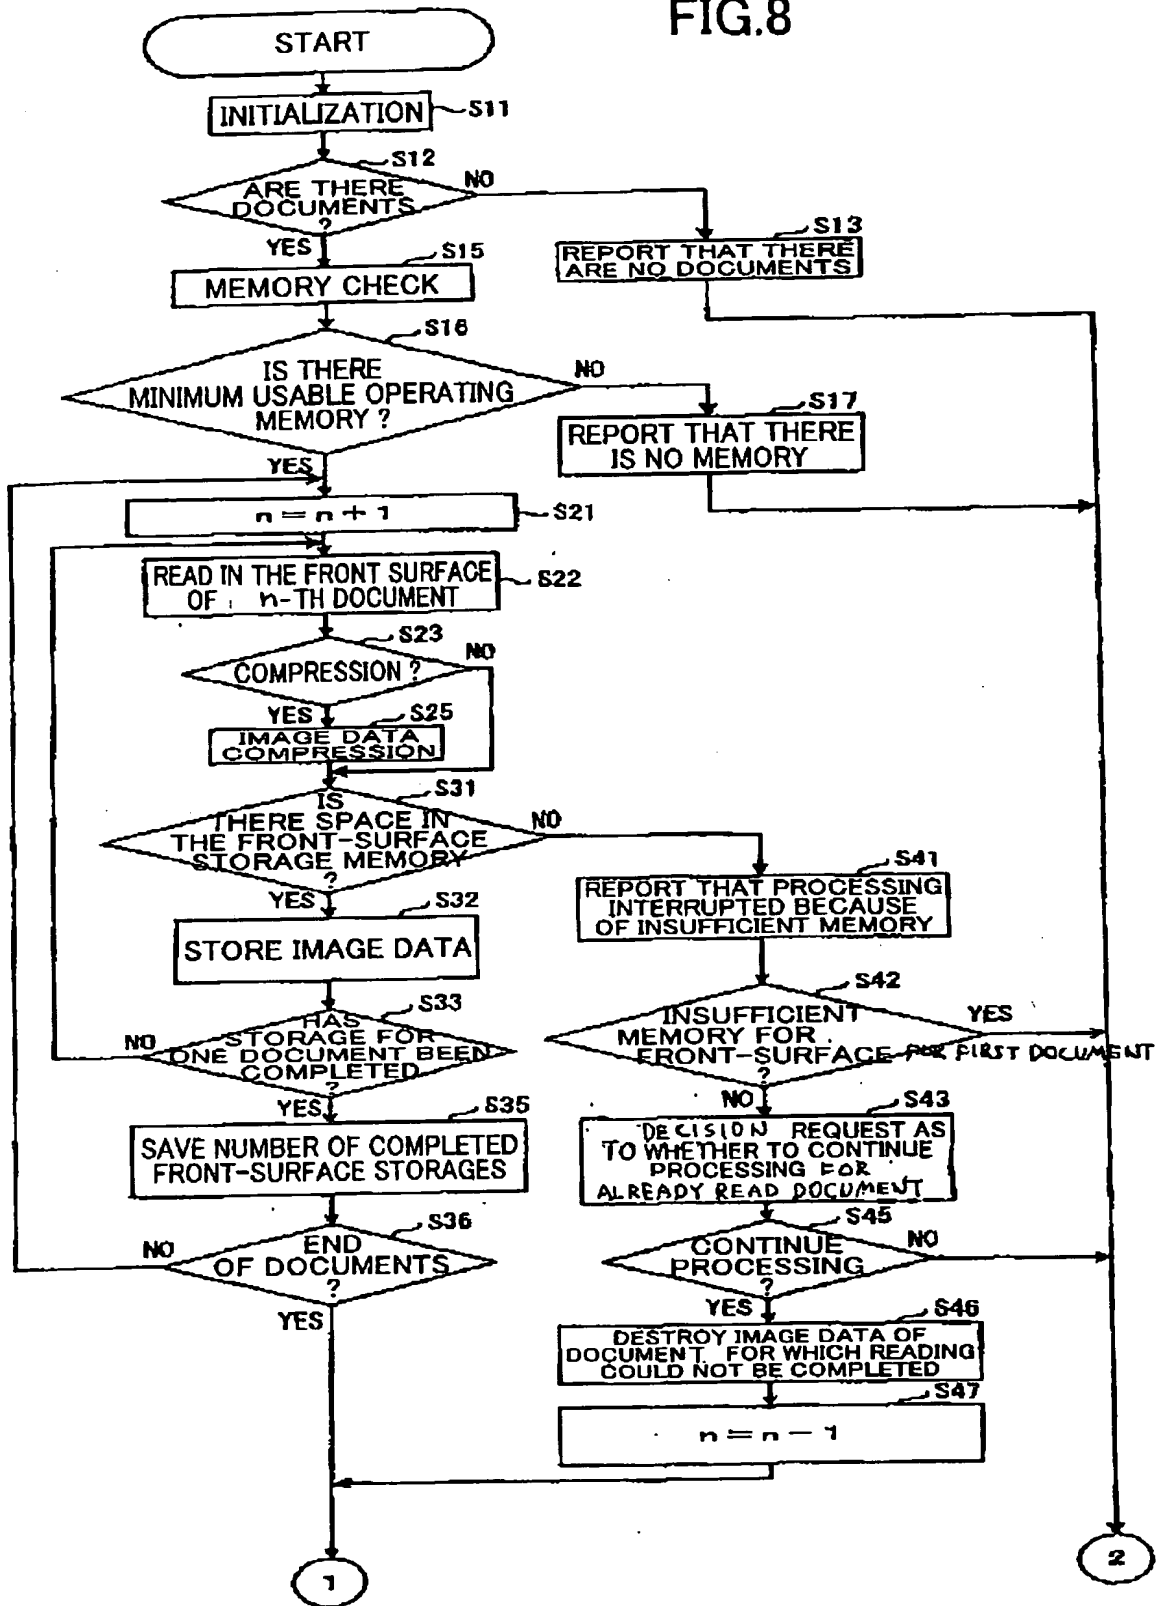 FIG.8
START
INITIALIZATION
S11
S12
ARE THERE
DOCUMENTS
?
NO
YES
S13
REPORT THAT THERE
ARE NO DOCUMENTS
S15
MEMORY CHECK
S16
IS THERE
MINIMUM USABLE OPERATING
MEMORY ?
NO
YES
S17
REPORT THAT THERE
IS NO MEMORY
n = n + 1
S21
READ IN THE FRONT SURFACE
OF n-TH DOCUMENT
S22
S23
COMPRESSION ?
NO
YES
S25
IMAGE DATA
COMPRESSION
S31
IS
THERE SPACE IN
THE FRONT-SURFACE
STORAGE MEMORY
?
NO
YES
S32
STORE IMAGE DATA
S41
REPORT THAT PROCESSING
INTERRUPTED BECAUSE
OF INSUFFICIENT MEMORY
S33
HAS
STORAGE FOR
ONE DOCUMENT BEEN
COMPLETED
?
NO
YES
S42
INSUFFICIENT
MEMORY FOR
FRONT-SURFACE FOR FIRST DOCUMENT
?
YES
NO
S35
SAVE NUMBER OF COMPLETED
FRONT-SURFACE STORAGES
S43
DECISION REQUEST AS
TO WHETHER TO CONTINUE
PROCESSING FOR
ALREADY READ DOCUMENT
S36
END
OF DOCUMENTS
?
NO
YES
S45
CONTINUE
PROCESSING
?
NO
YES
S46
DESTROY IMAGE DATA OF
DOCUMENT FOR WHICH READING
COULD NOT BE COMPLETED
S47
n = n - 1
1
2